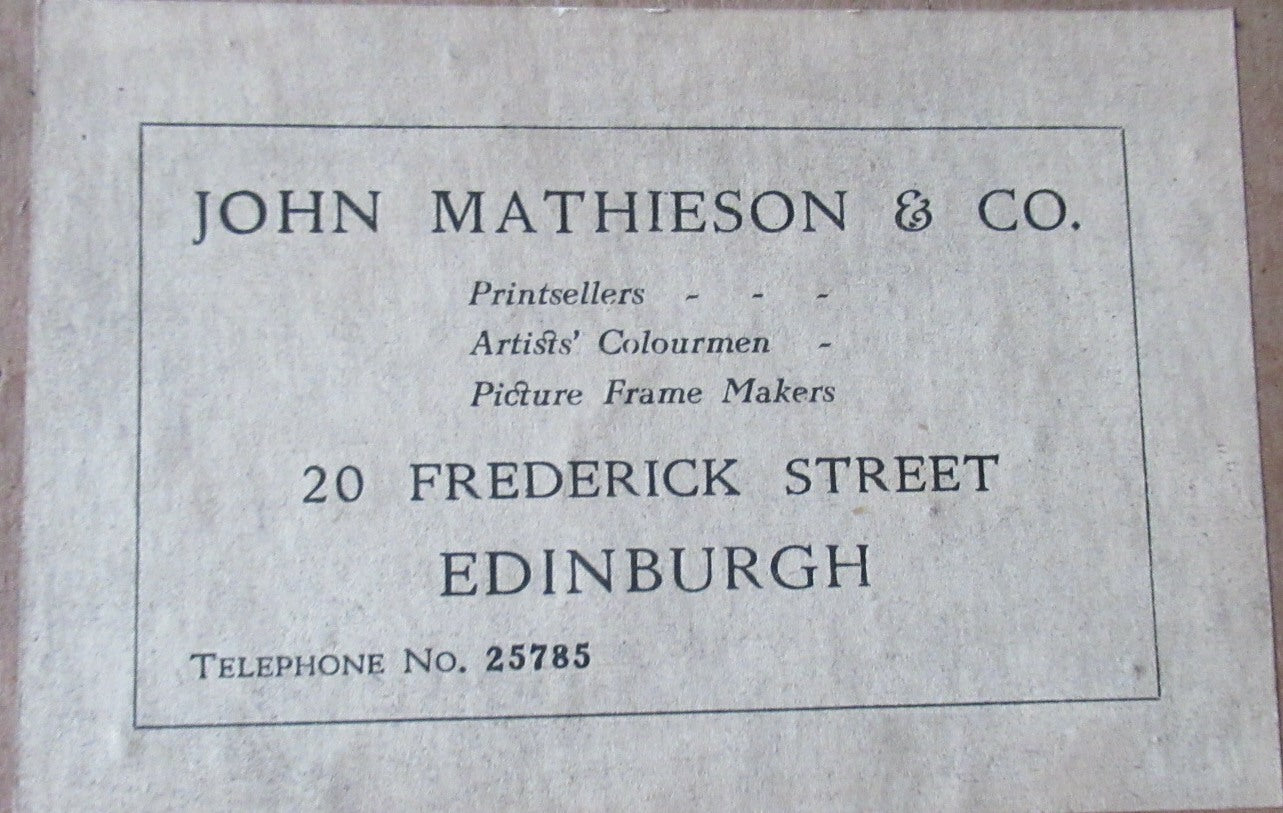 JOHN MATHIESON & CO.
Printsellers - - -
Artists' Colourmen -
Picture Frame Makers
20 FREDERICK STREET
EDINBURGH
TELEPHONE NO. 25785